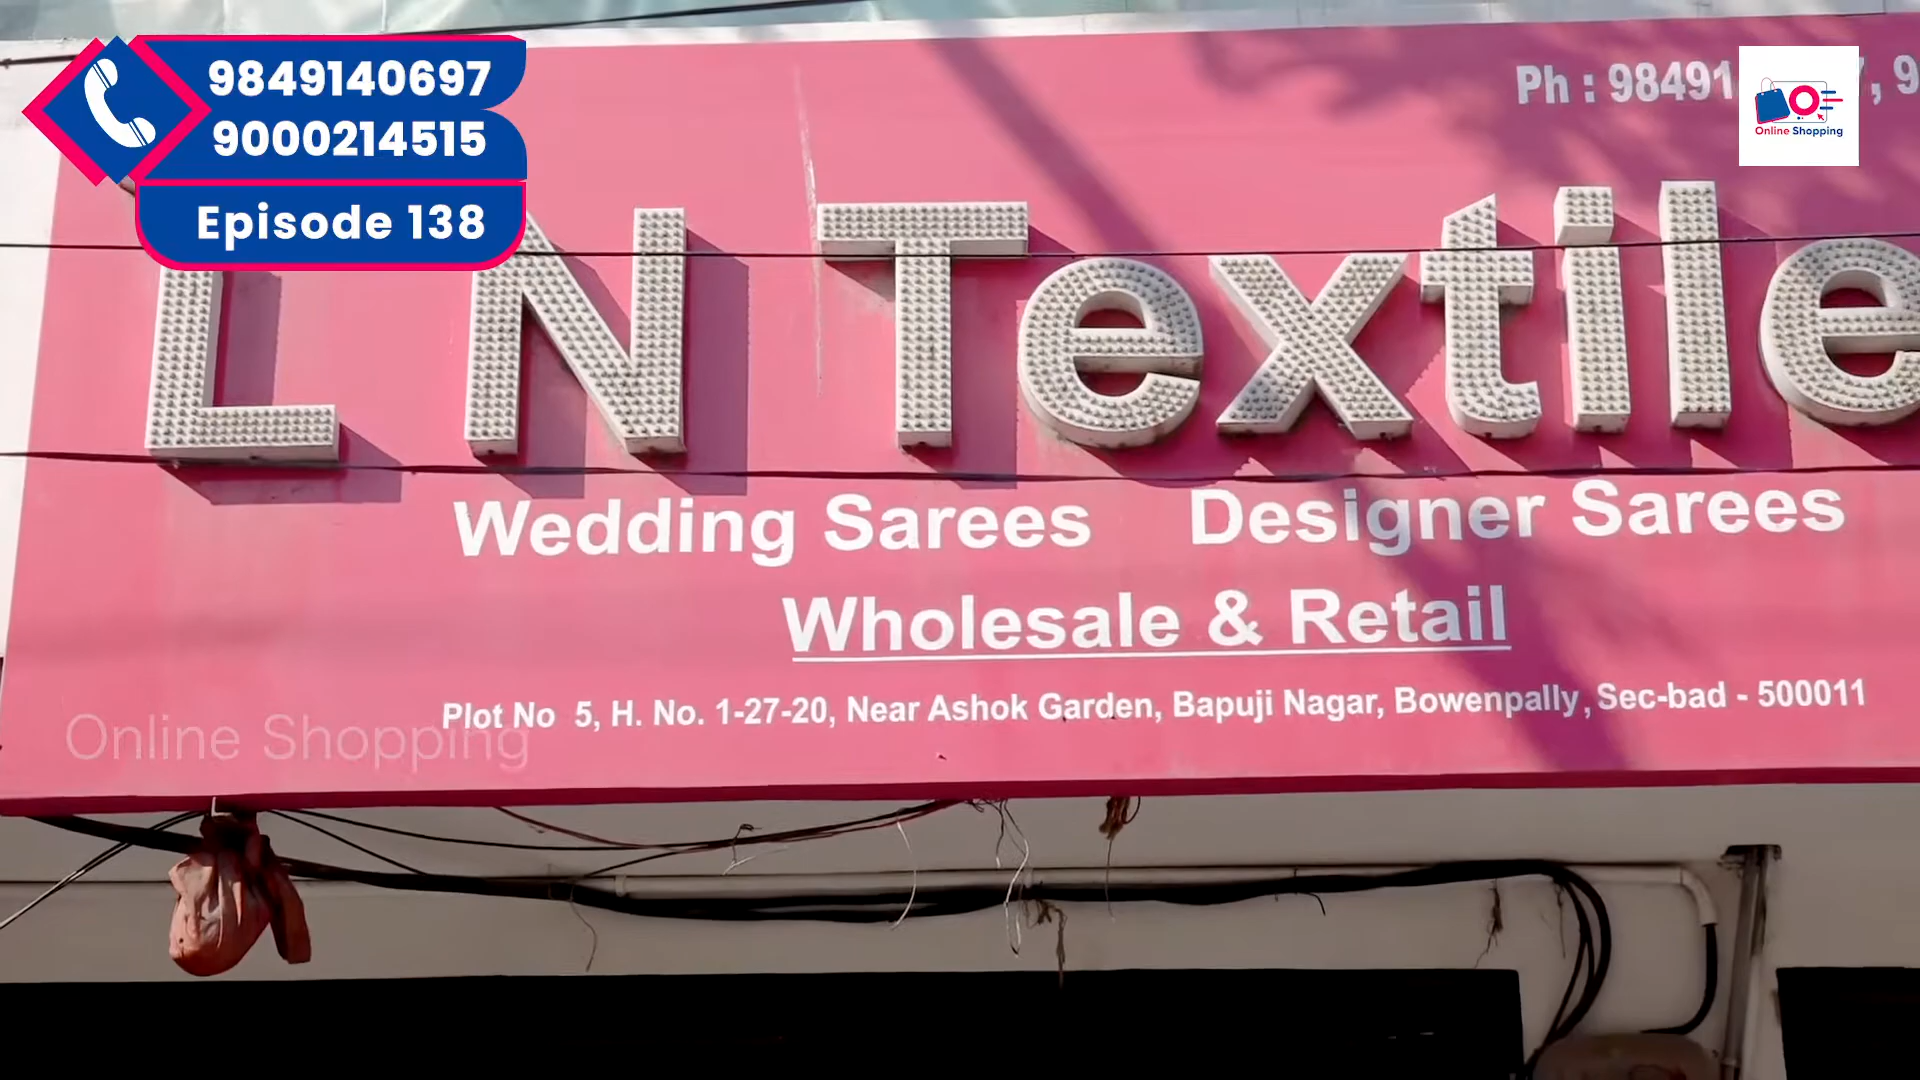 9849140697
9000214515
Episode 138
Ph : 98491
Online Shopping
L N Textile
Wedding Sarees Designer Sarees
Wholesale & Retail
Plot No 5, H. No. 1-27-20, Near Ashok Garden, Bapuji Nagar, Bowenpally, Sec-bad - 500011
Online Shopping